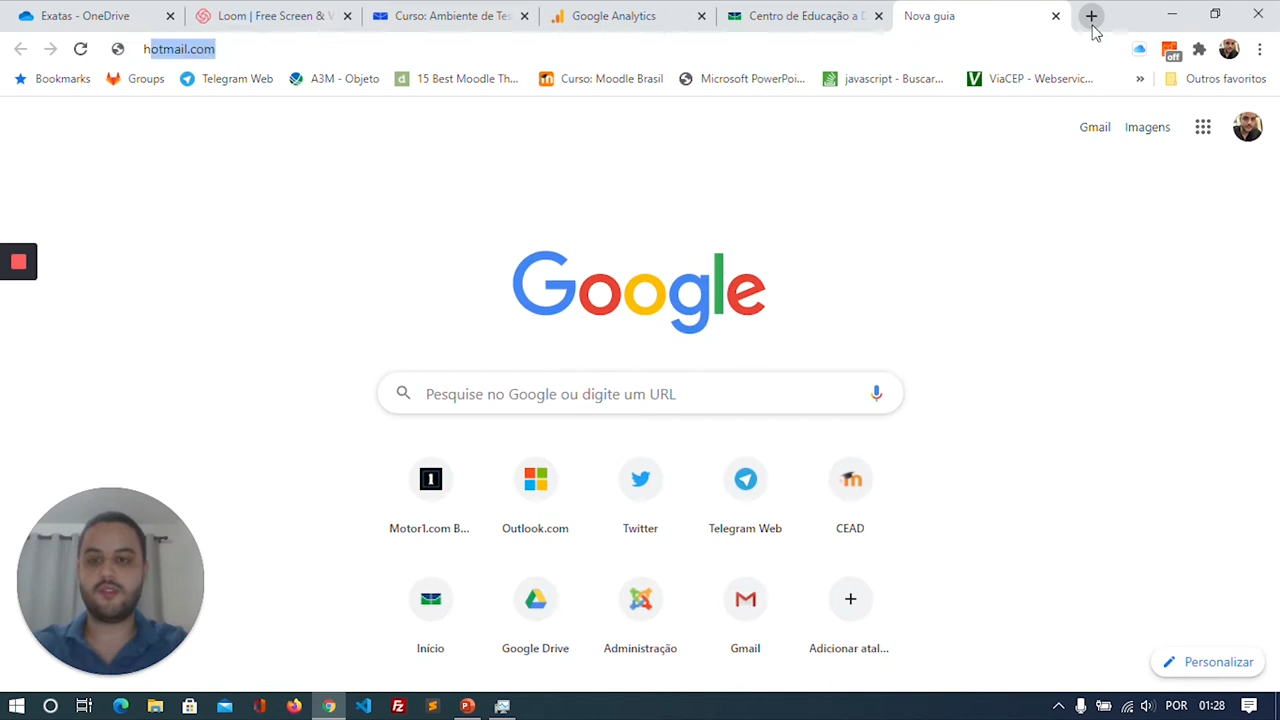 Exatas - OneDrive
Loom | Free Screen & V
Curso: Ambiente de Tes
Google Analytics
Centro de Educação a D
Nova guia
hotmail.com
off
Bookmarks
Groups
Telegram Web
A3M - Objeto
15 Best Moodle Th...
Curso: Moodle Brasil
Microsoft PowerPoi...
javascript - Buscar...
ViaCEP - Webservic...
»
Outros favoritos
Gmail
Imagens
Google
Pesquise no Google ou digite um URL
Motor1.com B...
Outlook.com
Twitter
Telegram Web
CEAD
Início
Google Drive
Administração
Gmail
Adicionar atal...
Personalizar
POR
01:28